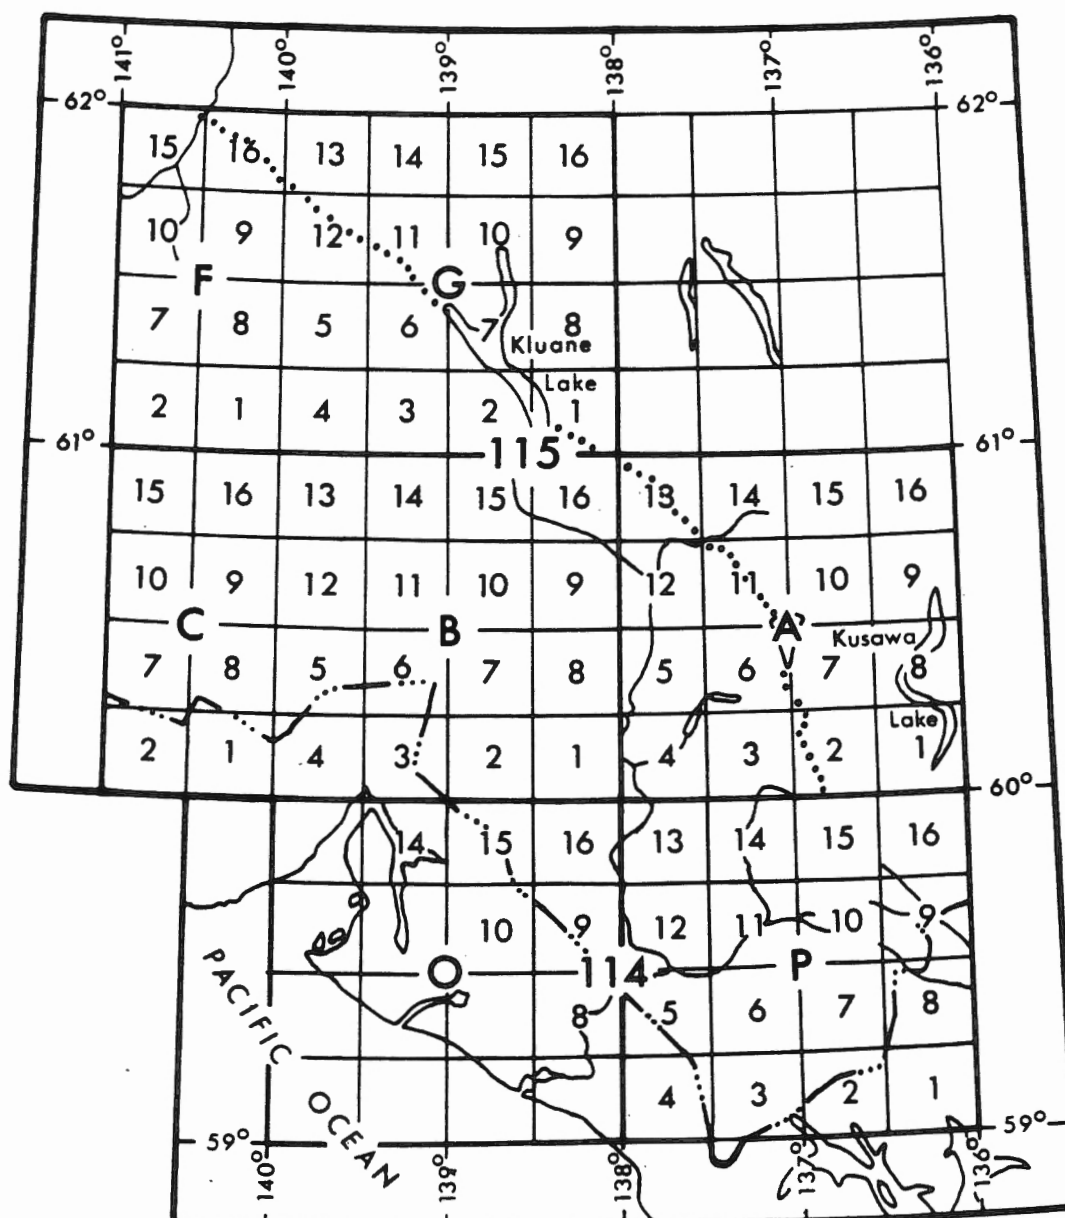 141° 140° 139° 138° 137° 136°
62° 62°
15 16 13 14 15 16
10 9 12 11 10 9
F G
7 8 5 6 7 8
Kluane
Lake
2 1 4 3 2 1
61° 61°
115
15 16 13 14 15 16 13 14 15 16
10 9 12 11 10 9 12 11 10 9
C B A Kusawa
7 8 5 6 7 8 5 6 7 8
Lake
2 1 4 3 2 1 4 3 2 1
60°
14 15 16 13 14 15 16
10 9 12 11 10 9
O 114 P
PACIFIC
8 5 6 7 8
4 3 2 1
OCEAN
59° 59°
140° 139° 138° 137° 136°